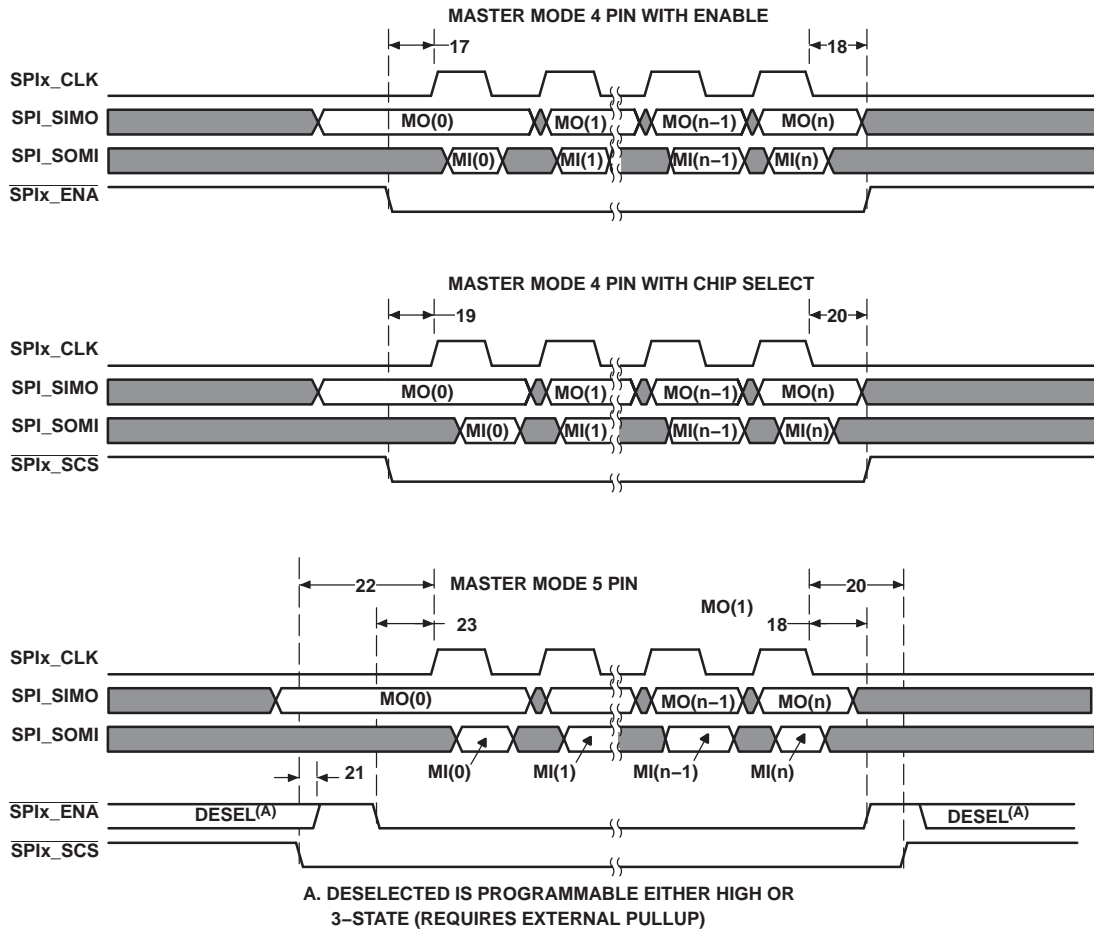 MASTER MODE 4 PIN WITH ENABLE
17
18
SPIx_CLK
SPI_SIMO
MO(0)
MO(1)
MO(n−1)
MO(n)
SPI_SOMI
MI(0)
MI(1)
MI(n−1)
MI(n)
SPIx_ENA
MASTER MODE 4 PIN WITH CHIP SELECT
19
20
SPIx_CLK
SPI_SIMO
MO(0)
MO(1)
MO(n−1)
MO(n)
SPI_SOMI
MI(0)
MI(1)
MI(n−1)
MI(n)
SPIx_SCS
22
MASTER MODE 5 PIN
20
MO(1)
23
18
SPIx_CLK
SPI_SIMO
MO(0)
MO(n−1)
MO(n)
SPI_SOMI
MI(0)
MI(1)
MI(n−1)
MI(n)
21
SPIx_ENA
DESEL(A)
DESEL(A)
SPIx_SCS
A. DESELECTED IS PROGRAMMABLE EITHER HIGH OR
3−STATE (REQUIRES EXTERNAL PULLUP)